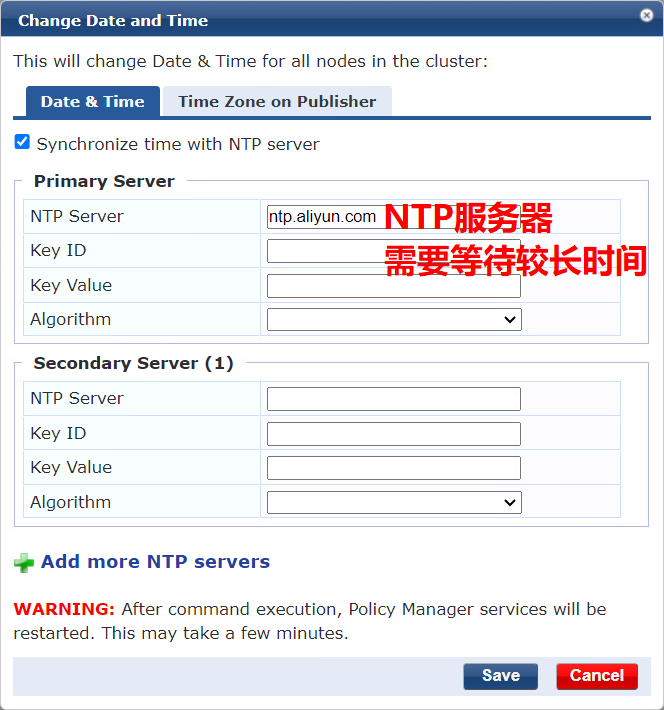 Change Date and Time
This will change Date & Time for all nodes in the cluster:
Date & Time
Time Zone on Publisher
Synchronize time with NTP server
Primary Server
NTP Server
ntp.aliyun.com
NTP服务器
Key ID
需要等待较长时间
Key Value
Algorithm
Secondary Server (1)
NTP Server
Key ID
Key Value
Algorithm
Add more NTP servers
WARNING: After command execution, Policy Manager services will be
restarted. This may take a few minutes.
Save
Cancel